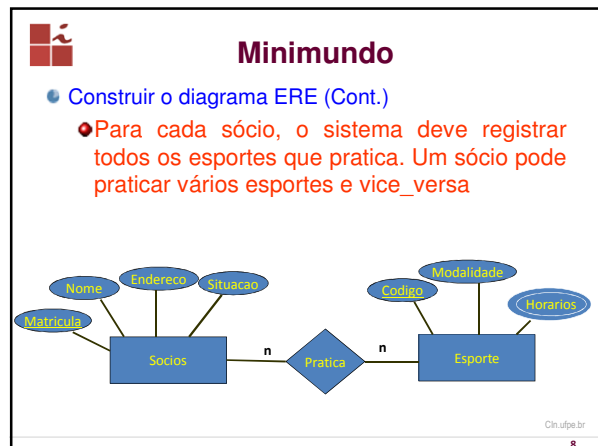 Minimundo
Construir o diagrama ERE (Cont.)
Para cada sócio, o sistema deve registrar
todos os esportes que pratica. Um sócio pode
praticar vários esportes e vice_versa
Matricula
Nome
Endereco
Situacao
Codigo
Modalidade
Horarios
Socios
n
Pratica
n
Esporte
CIn.ufpe.br
8